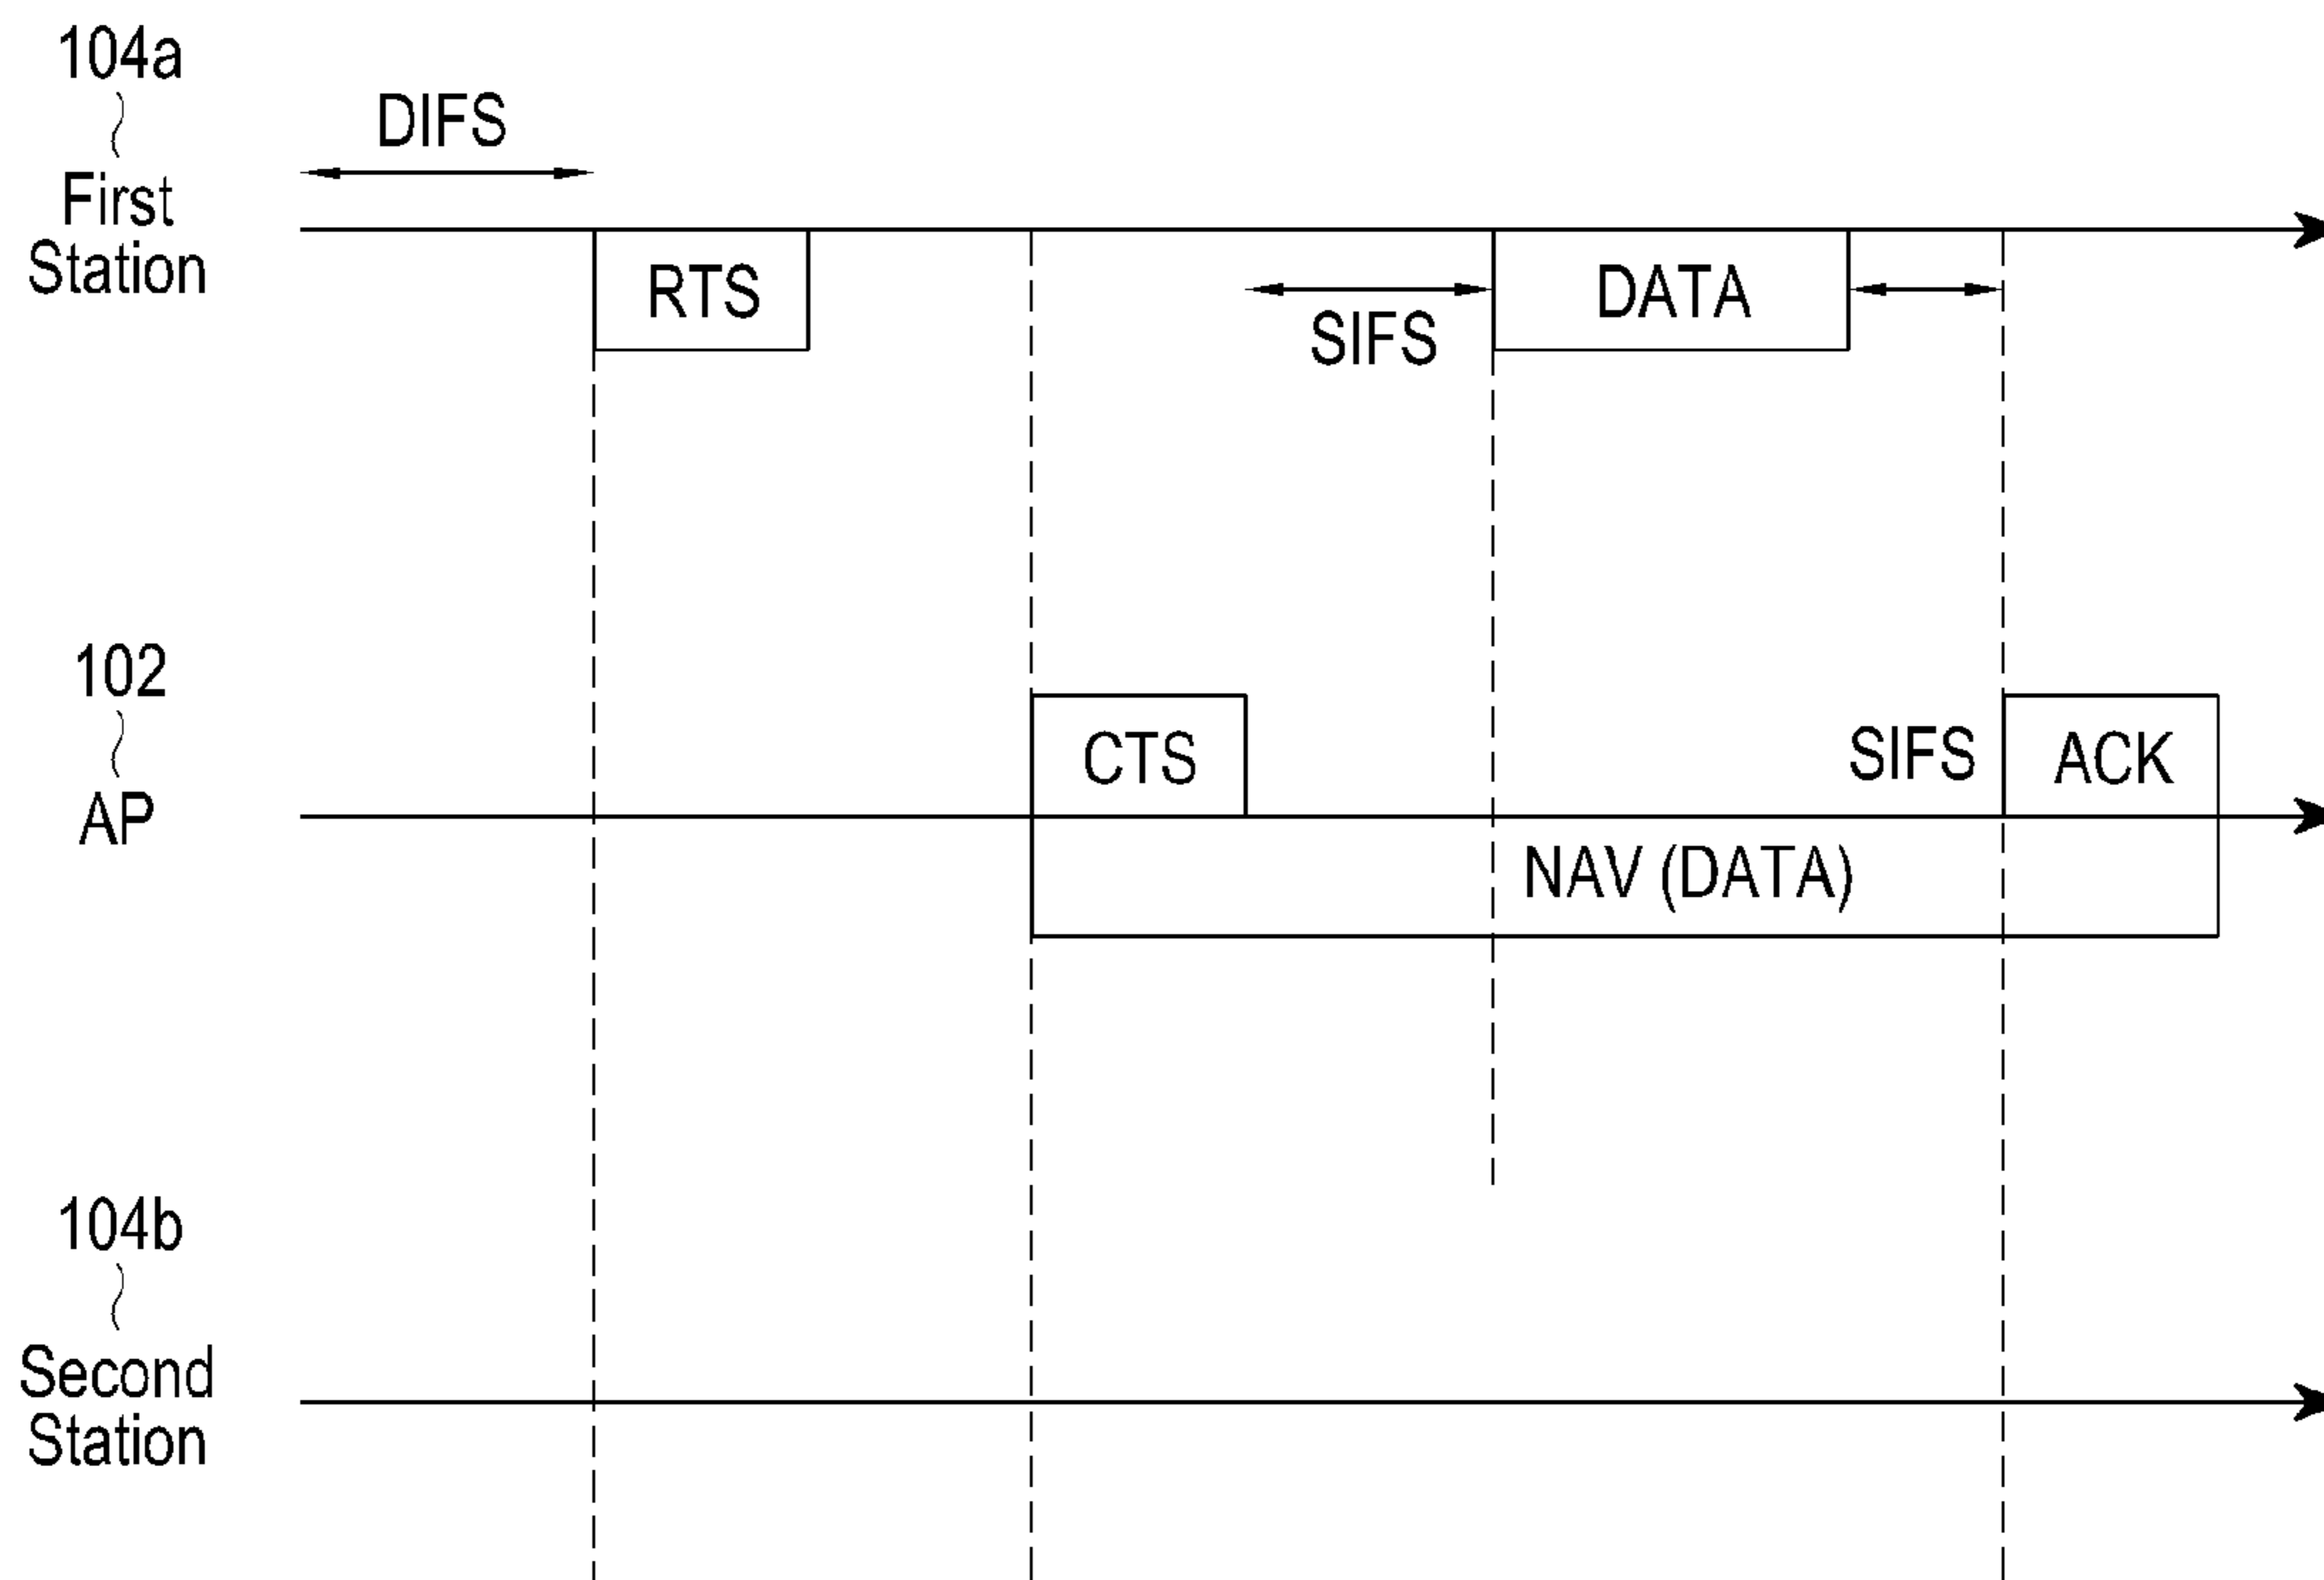 104a
DIFS
First
Station
RTS
SIFS
DATA
102
AP
CTS
SIFS
ACK
NAV (DATA)
104b
Second
Station